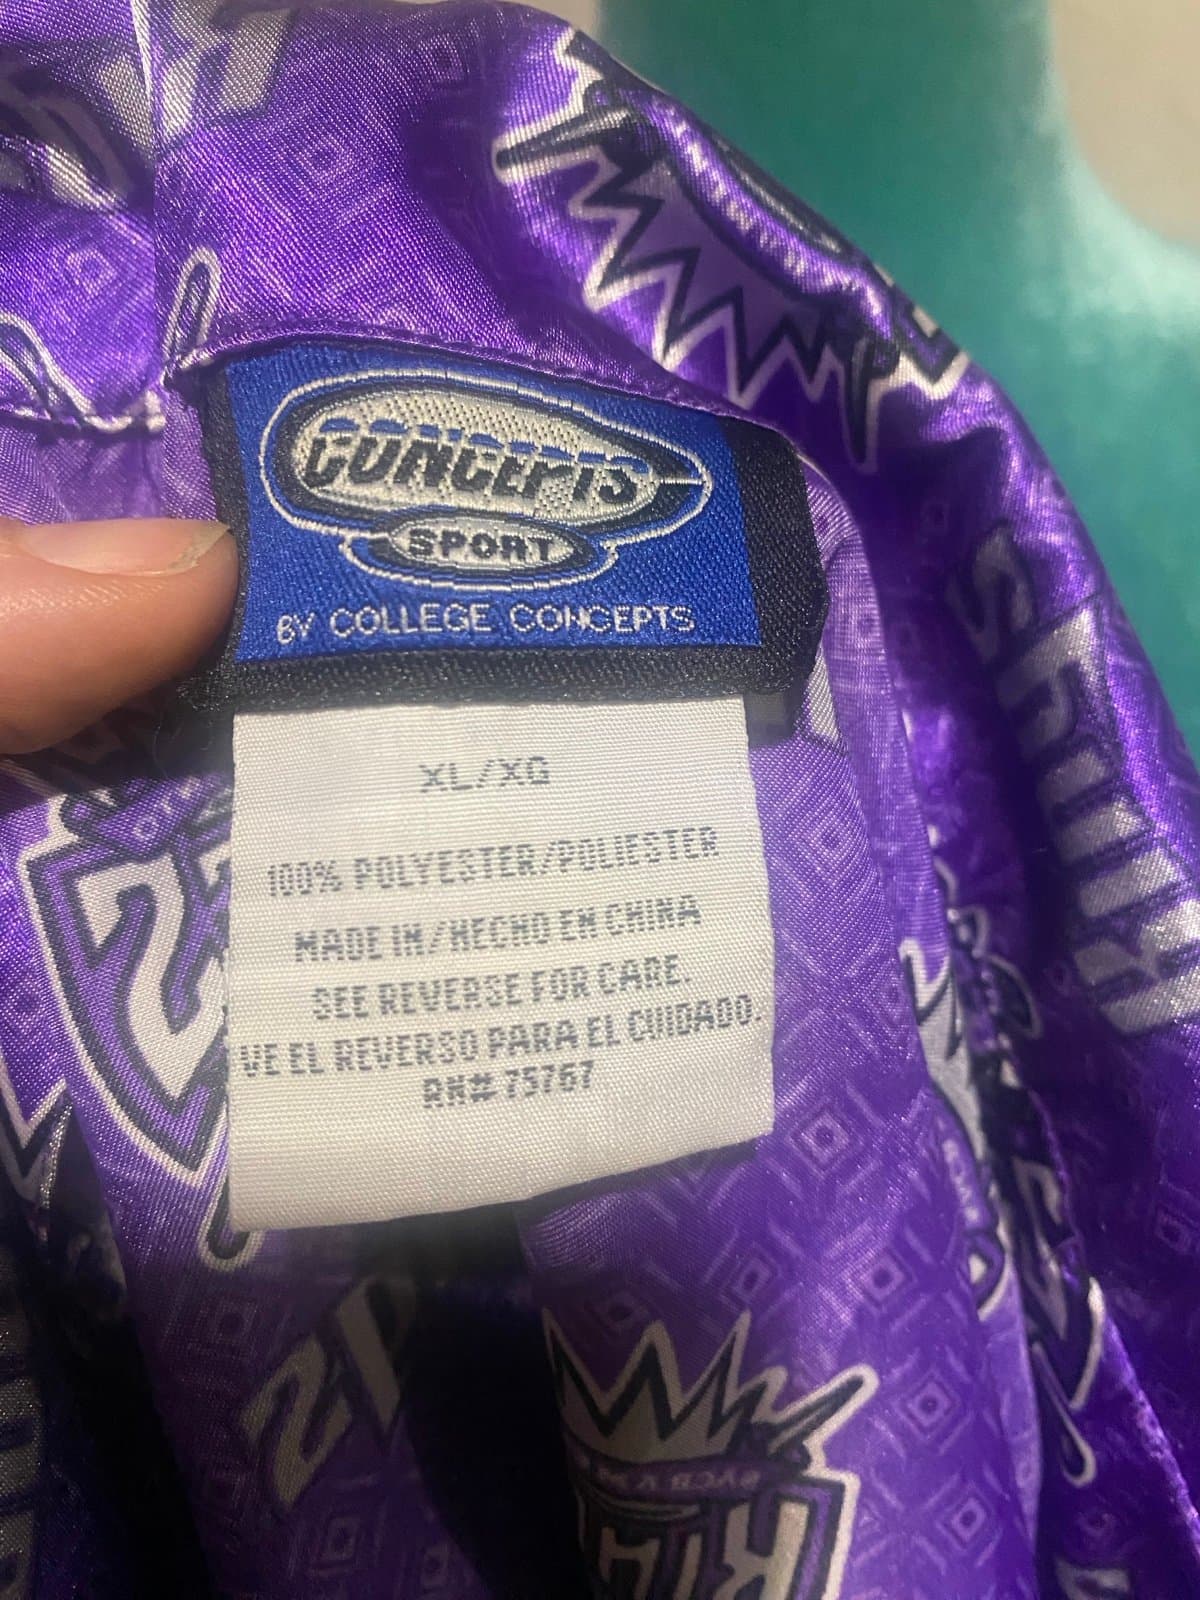 CONCEPTS
SPORT
BY COLLEGE CONCEPTS
XL/XG
100% POLYESTER/POLIESTER
MADE IN/HECHO EN CHINA
SEE REVERSE FOR CARE.
VE EL REVERSO PARA EL CUIDADO.
RN# 75767